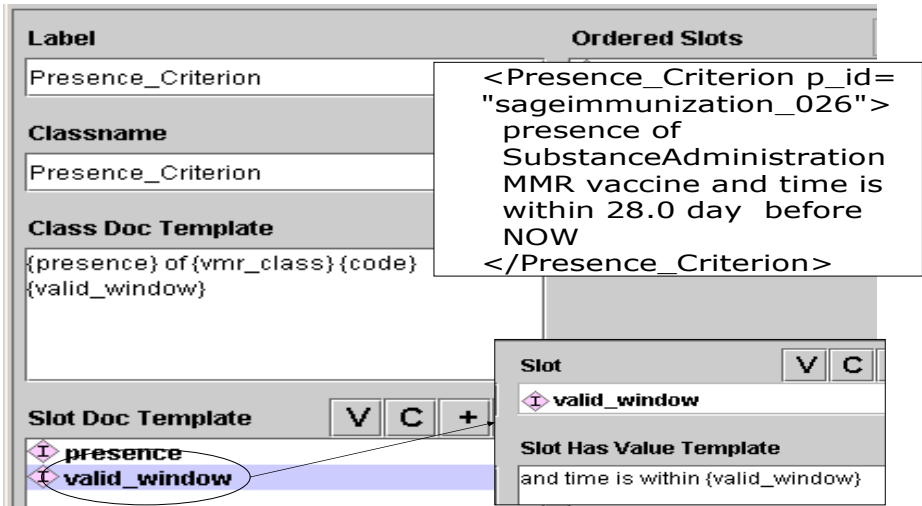 Label
Presence_Criterion
Classname
Presence_Criterion
Class Doc Template
{presence} of {vmr_class} {code}
{valid_window}
Slot Doc Template
V C +
presence
valid_window
Ordered Slots
<Presence_Criterion p_id=
"sageimmunization_026">
presence of
SubstanceAdministration
MMR vaccine and time is
within 28.0 day before
NOW
</Presence_Criterion>
Slot
V C
valid_window
Slot Has Value Template
and time is within {valid_window}